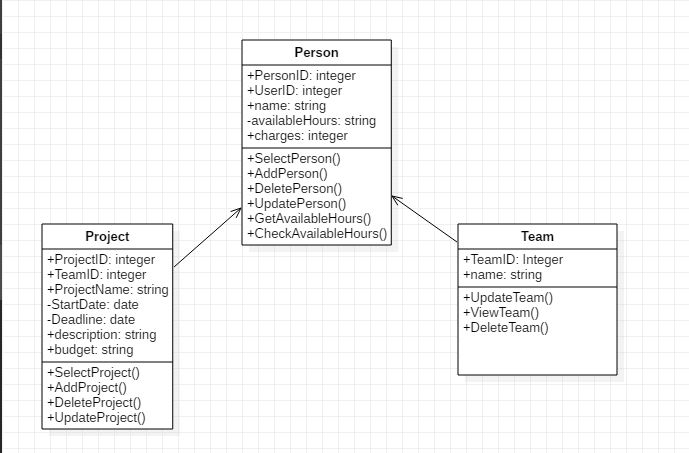 Person
+PersonID: integer
+UserID: integer
+name: string
-availableHours: string
+charges: integer
+SelectPerson()
+AddPerson()
+DeletePerson()
+UpdatePerson()
+GetAvailableHours()
+CheckAvailableHours()
Project
+ProjectID: integer
+TeamID: integer
+ProjectName: string
-StartDate: date
-Deadline: date
+description: string
+budget: string
+SelectProject()
+AddProject()
+DeleteProject()
+UpdateProject()
Team
+TeamID: Integer
+name: string
+UpdateTeam()
+ViewTeam()
+DeleteTeam()